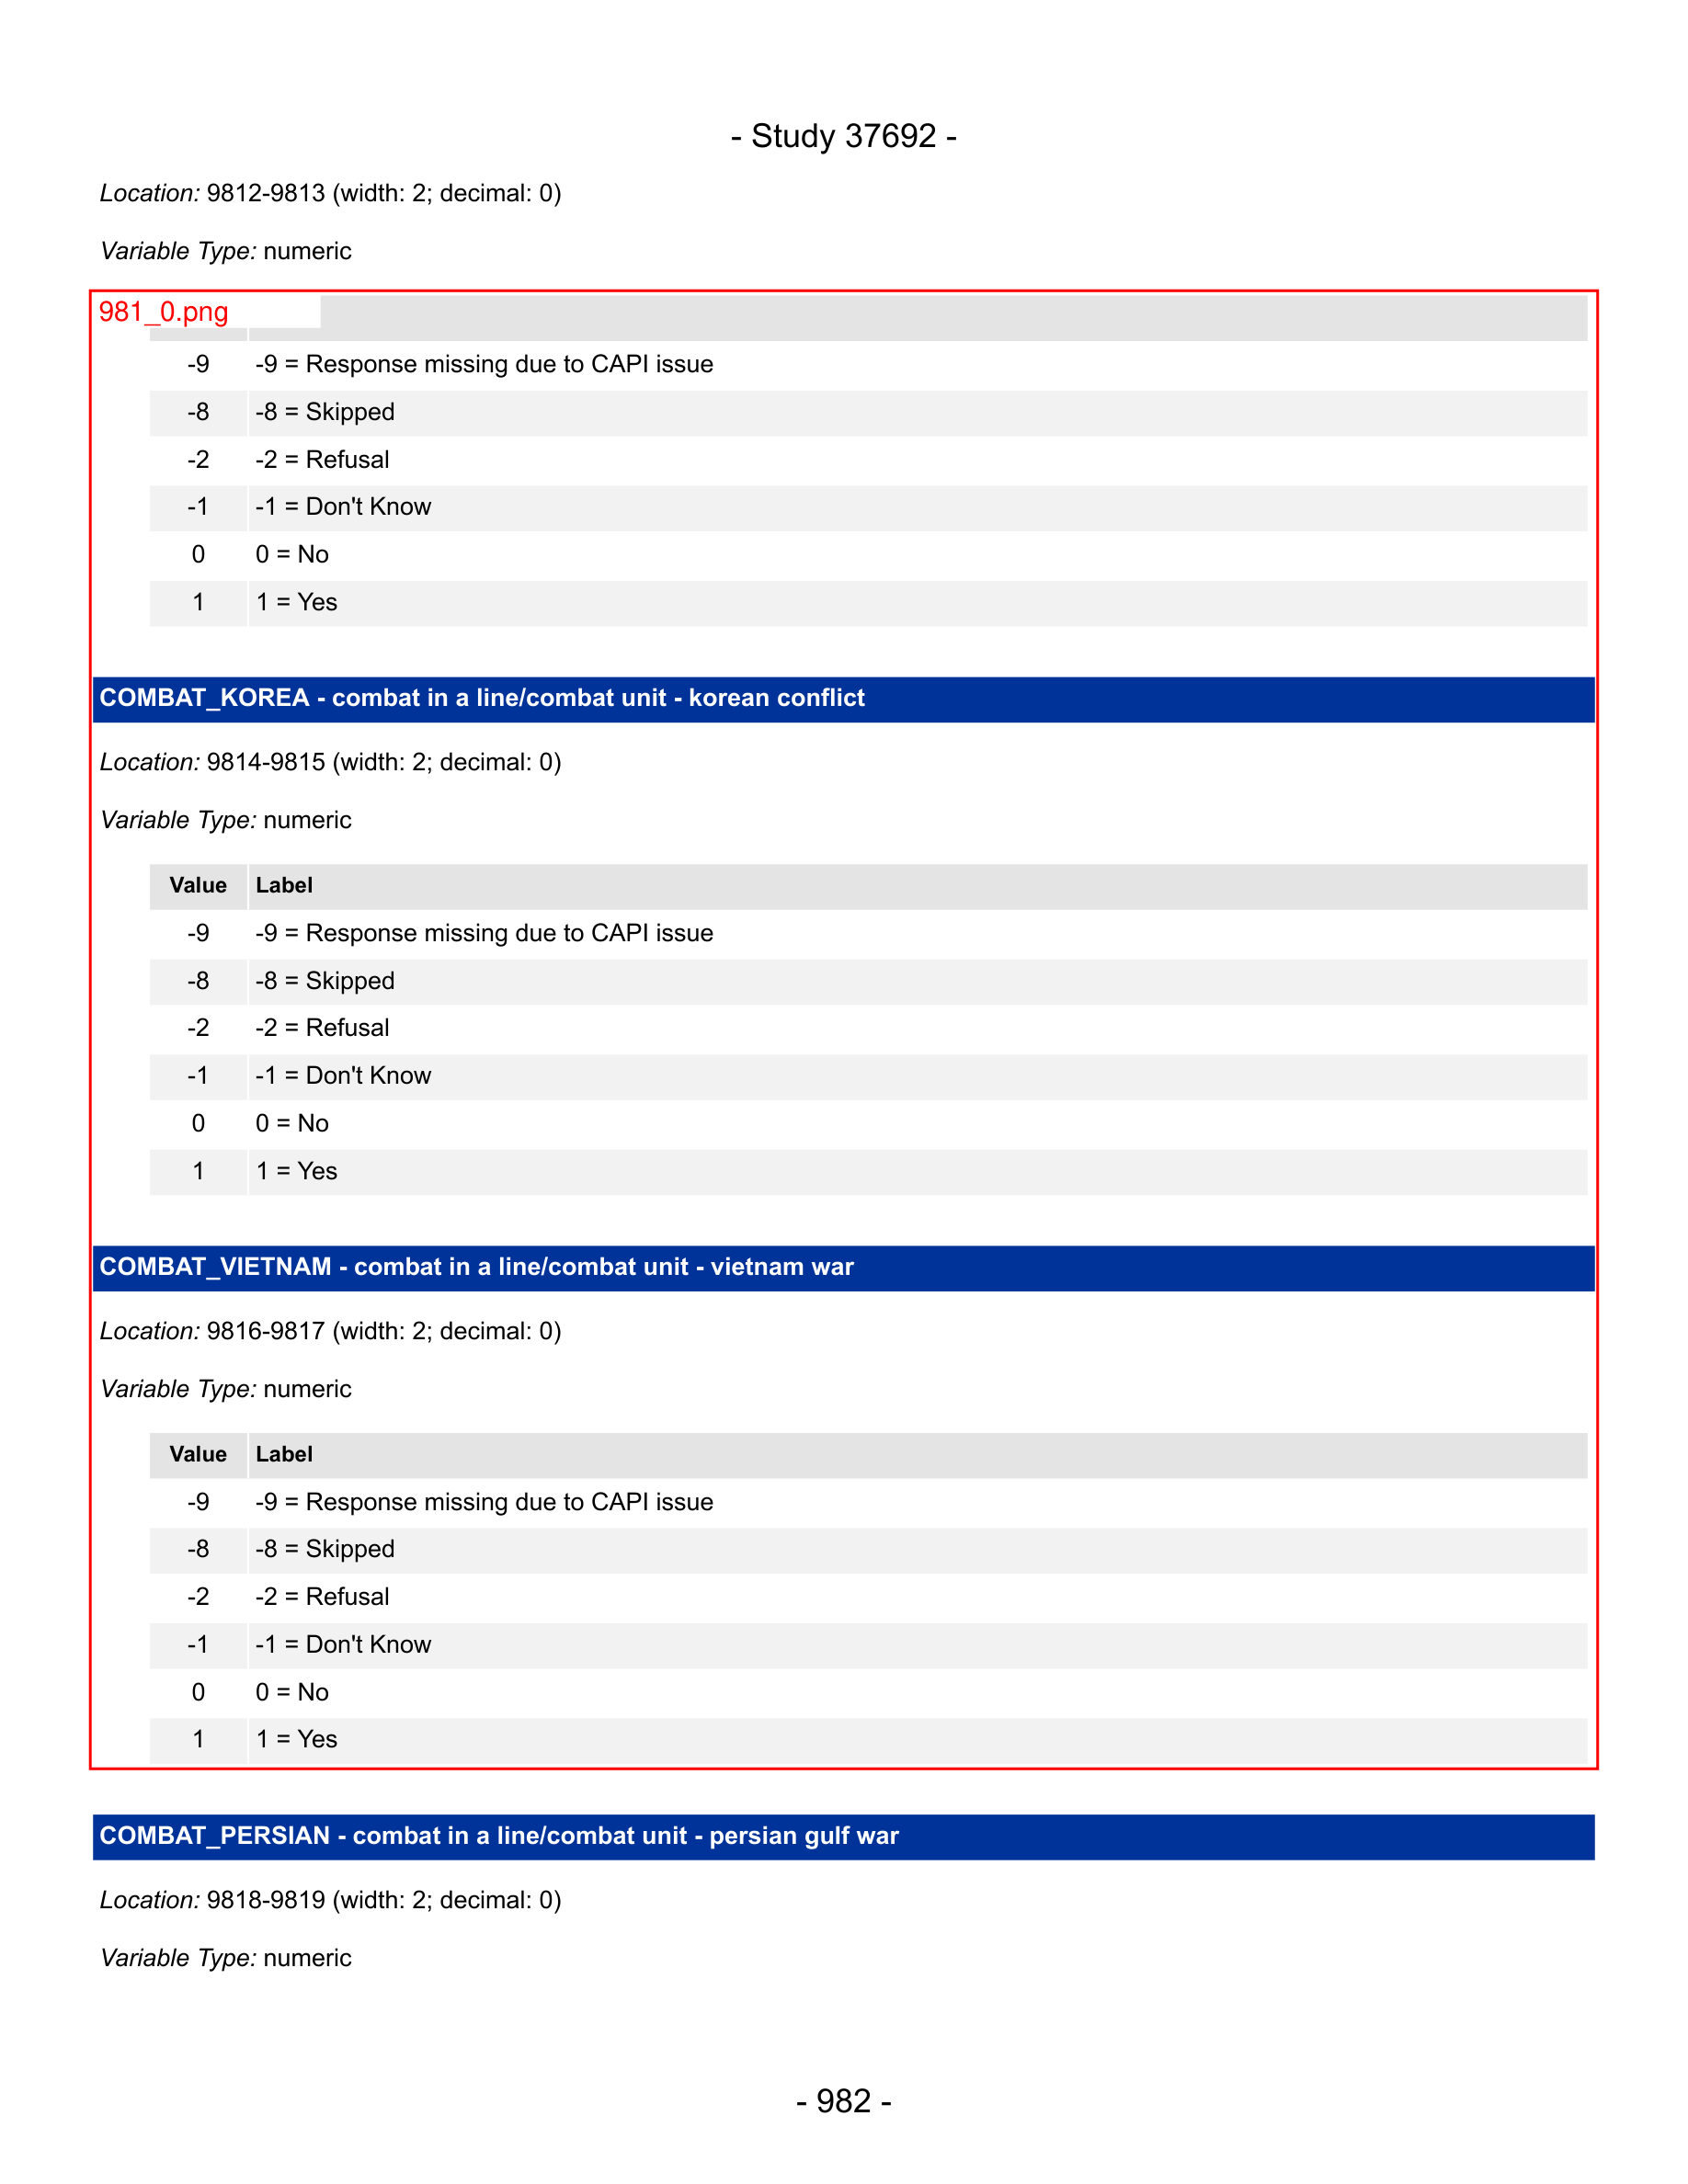 - Study 37692 -
Location: 9812-9813 (width: 2; decimal: 0)
Variable Type: numeric
981_0.png
-9 -9 = Response missing due to CAPI issue
-8 -8 = Skipped
-2 -2 = Refusal
-1 -1 = Don't Know
0 0 = No
1 1 = Yes
COMBAT_KOREA - combat in a line/combat unit - korean conflict
Location: 9814-9815 (width: 2; decimal: 0)
Variable Type: numeric
Value Label
-9 -9 = Response missing due to CAPI issue
-8 -8 = Skipped
-2 -2 = Refusal
-1 -1 = Don't Know
0 0 = No
1 1 = Yes
COMBAT_VIETNAM - combat in a line/combat unit - vietnam war
Location: 9816-9817 (width: 2; decimal: 0)
Variable Type: numeric
Value Label
-9 -9 = Response missing due to CAPI issue
-8 -8 = Skipped
-2 -2 = Refusal
-1 -1 = Don't Know
0 0 = No
1 1 = Yes
COMBAT_PERSIAN - combat in a line/combat unit - persian gulf war
Location: 9818-9819 (width: 2; decimal: 0)
Variable Type: numeric
- 982 -